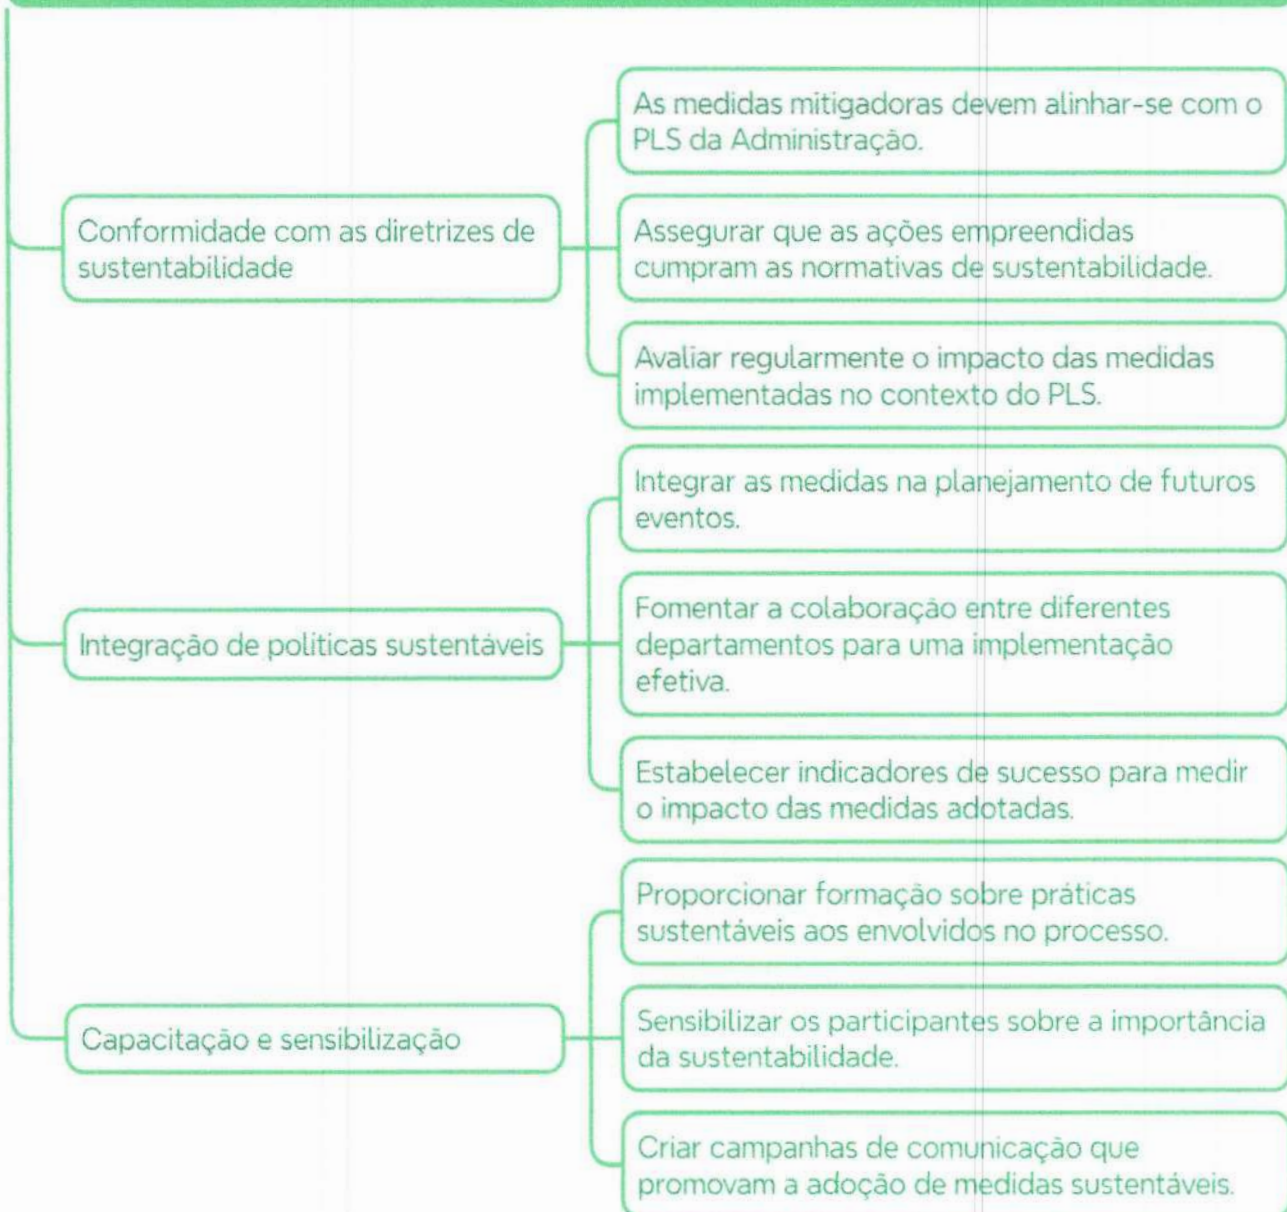 Conformidade com as diretrizes de
sustentabilidade
As medidas mitigadoras devem alinhar-se com o
PLS da Administração.
Assegurar que as ações empreendidas
cumpram as normativas de sustentabilidade.
Avaliar regularmente o impacto das medidas
implementadas no contexto do PLS.
Integração de políticas sustentáveis
Integrar as medidas na planejamento de futuros
eventos.
Fomentar a colaboração entre diferentes
departamentos para uma implementação
efetiva.
Estabelecer indicadores de sucesso para medir
o impacto das medidas adotadas.
Capacitação e sensibilização
Proporcionar formação sobre práticas
sustentáveis aos envolvidos no processo.
Sensibilizar os participantes sobre a importância
da sustentabilidade.
Criar campanhas de comunicação que
promovam a adoção de medidas sustentáveis.